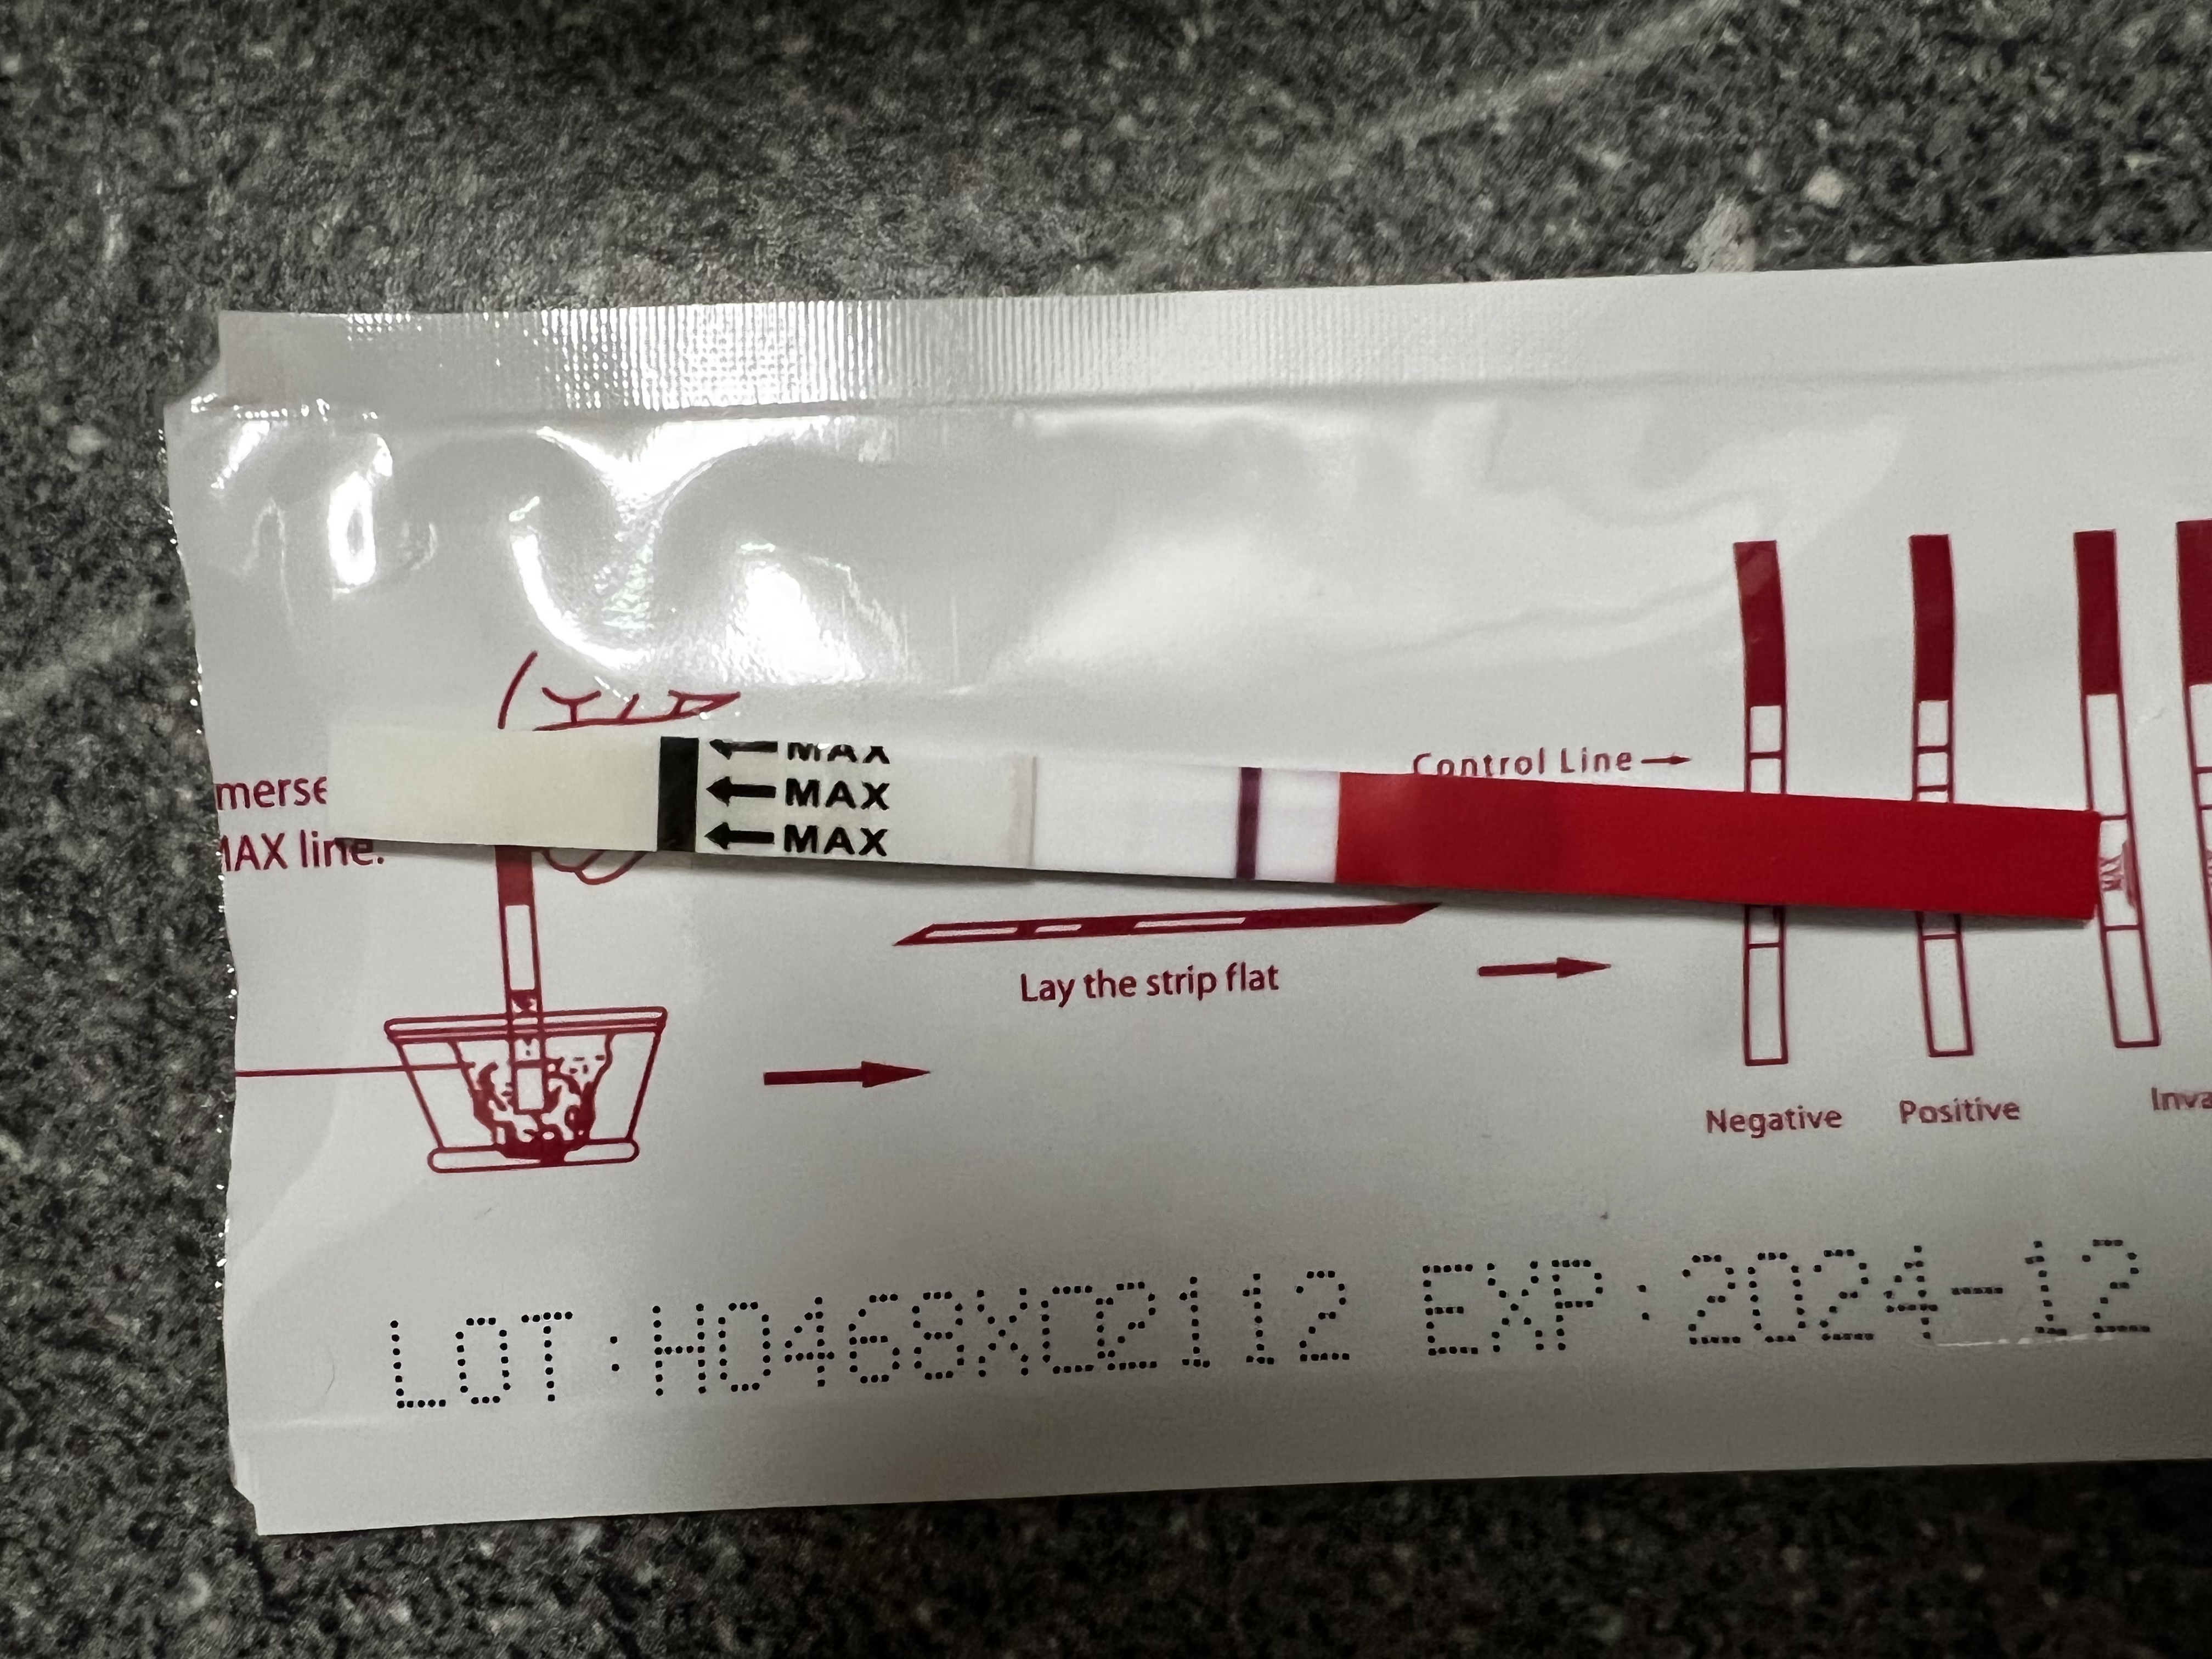 MAX
MAX
MAX
Control Line
merse
MAX line.
Lay the strip flat
Negative
Positive
Inva
LOT:H0468XC2112 EXP:2024-12